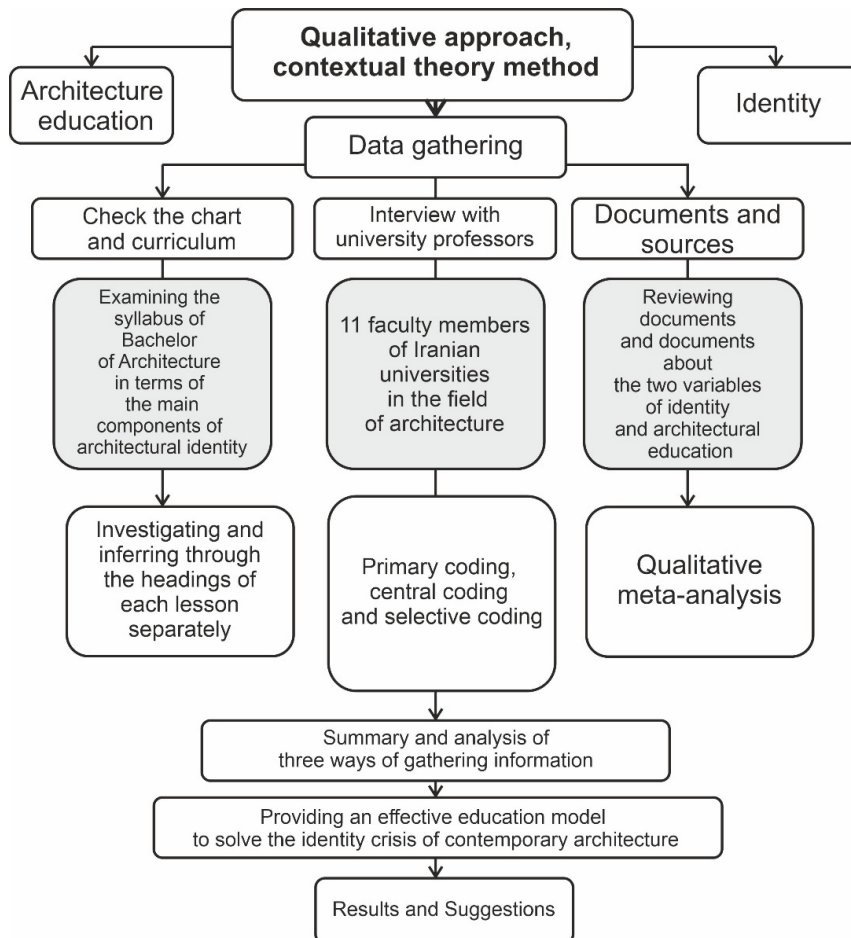 Qualitative approach,
contextual theory method
Architecture
education
Identity
Data gathering
Check the chart
and curriculum
Interview with
university professors
Documents and
sources
Examining the
syllabus of
Bachelor
of Architecture
in terms of
the main
components of
architectural identity
11 faculty members
of Iranian
universities
in the field
of architecture
Reviewing
documents
and documents
about
the two variables
of identity
and architectural
education
Investigating and
inferring through
the headings of
each lesson
separately
Primary coding,
central coding
and selective coding
Qualitative
meta-analysis
Summary and analysis of
three ways of gathering information
Providing an effective education model
to solve the identity crisis of contemporary architecture
Results and Suggestions